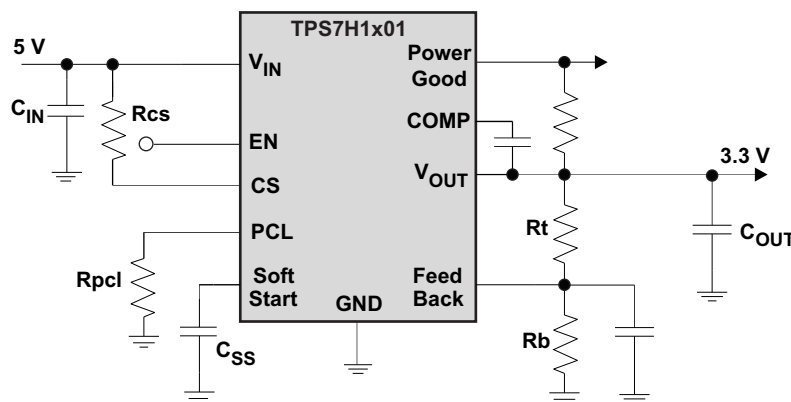 TPS7H1x01
5 V
V_IN
Power
Good
C_IN
Rcs
COMP
EN
V_OUT
3.3 V
CS
PCL
Rt
C_OUT
Rpcl
Soft
Start
Feed
Back
GND
C_SS
Rb